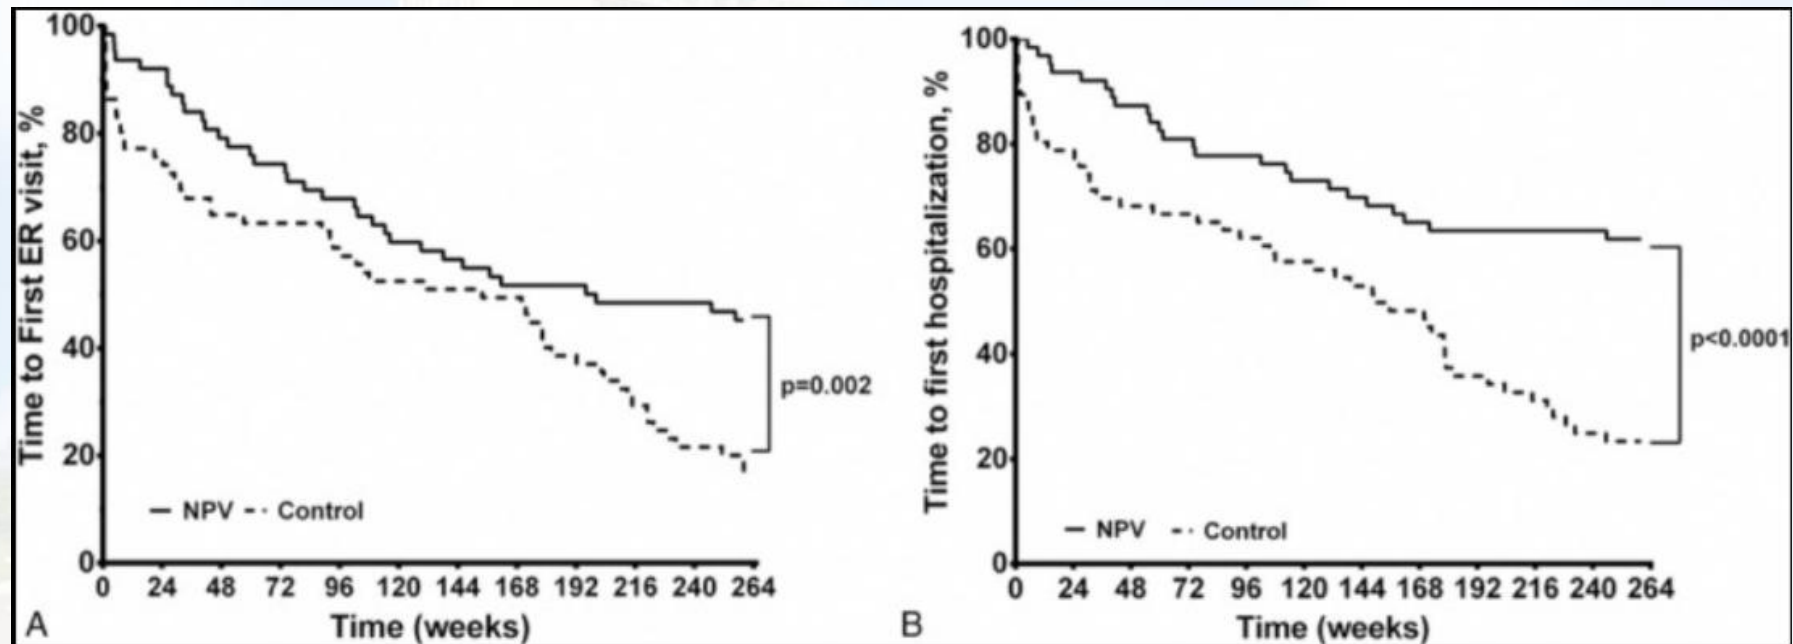 100
80
60
40
20
0
Time to First ER visit, %
0 24 48 72 96 120 144 168 192 216 240 264
Time (weeks)
NPV Control
p=0.002
A
100
80
60
40
20
0
Time to first hospitalization, %
0 24 48 72 96 120 144 168 192 216 240 264
Time (weeks)
NPV Control
p<0.0001
B